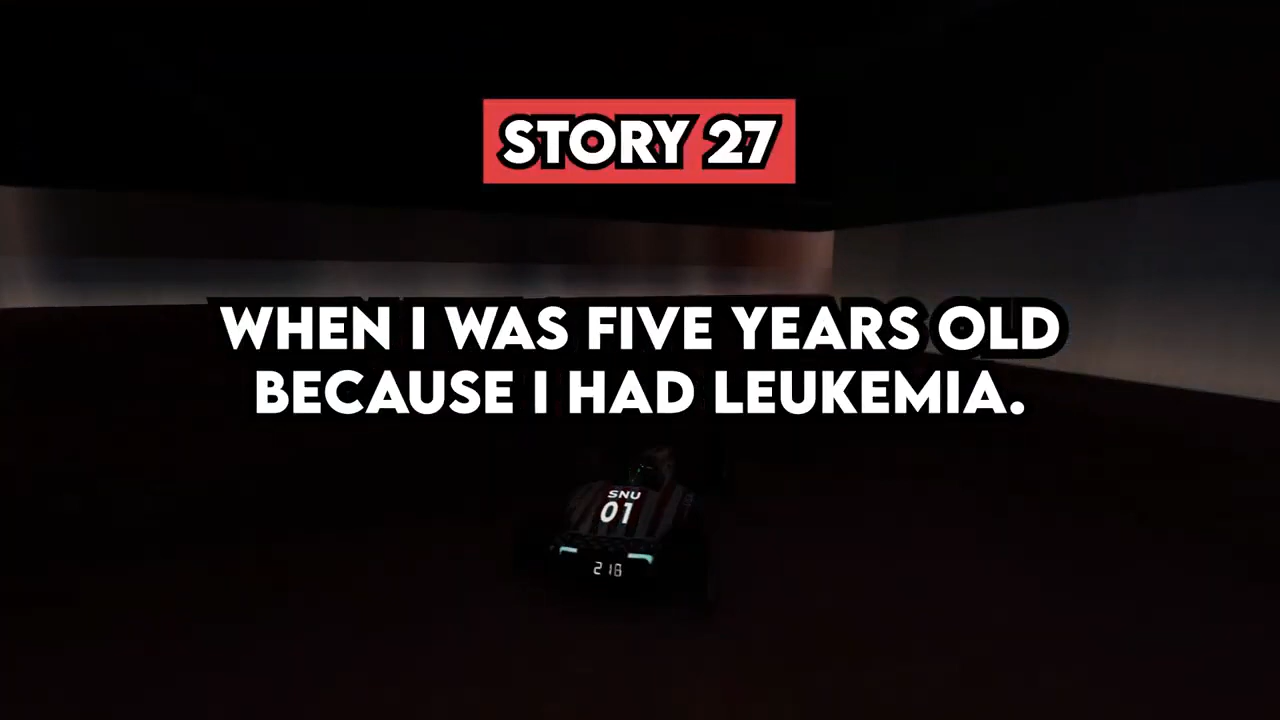 STORY 27
WHEN I WAS FIVE YEARS OLD
BECAUSE I HAD LEUKEMIA.
SNU
01
218